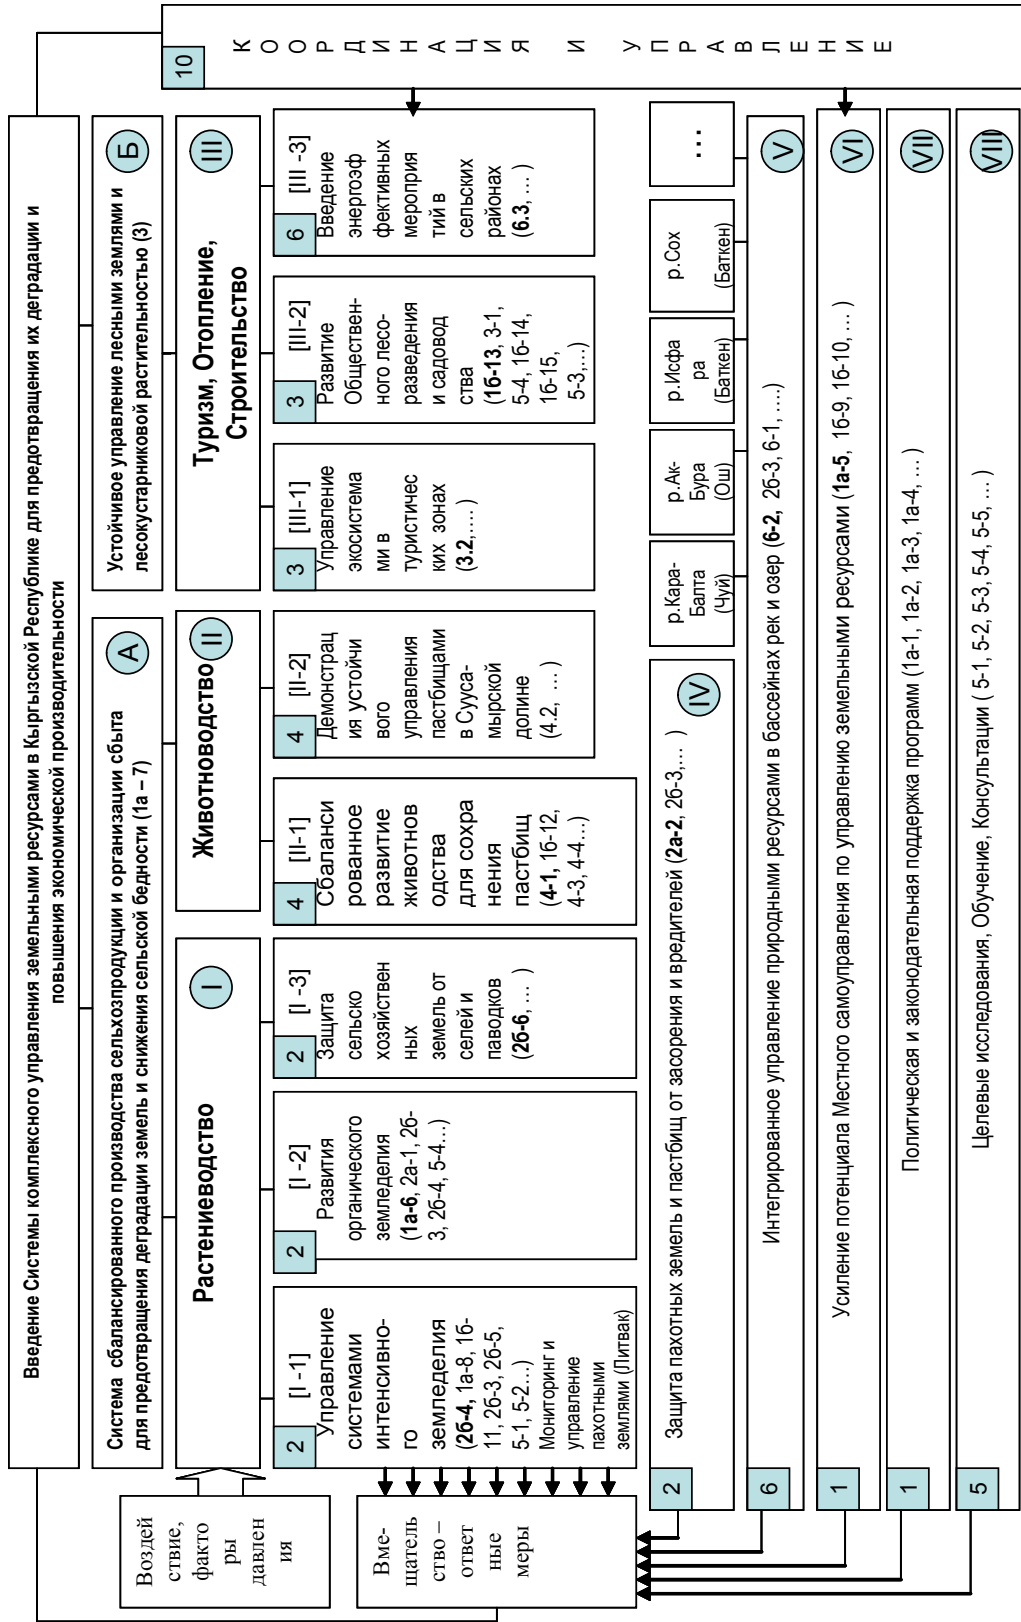 Введение Системы комплексного управления земельными ресурсами в Кыргызской Республике для предотвращения их деградации и
повышения экономической производительности
Система сбалансированного производства сельхозпродукции и организации сбыта
для предотвращения деградации земель и снижения сельской бедности (1а – 7)
А
Устойчивое управление лесными землями и
лесокустарниковой растительностью (3)
Б
Воздей
ствие,
факто
ры
давлен
ия
Растениеводство
I
Животноводство
II
Туризм, Отопление,
Строительство
III
2
[I -1]
Управление
системами
интенсивно-
го
земледелия
(2б-4, 1а-8, 1б-
11, 2б-3, 2б-5,
5-1, 5-2…)
Мониторинг и
управление
пахотными
землями (Литвак)
2
[I -2]
Развития
органического
земледелия
(1а-6, 2а-1, 2б-
3, 2б-4, 5-4…)
2
[I -3]
Защита
сельско
хозяйствен
ных
земель от
селей и
паводков
(2б-6, … )
4
[II-1]
Сбаланси
рованное
развитие
животнов
одства
для сохра
нения
пастбищ
(4-1, 1б-12,
4-3, 4-4…)
4
[II-2]
Демонстрац
ия устойчи
вого
управления
пастбищами
в Сууса-
мырской
долине
(4.2, …)
3
[III-1]
Управление
экосистема
ми в
туристичес
ких зонах
(3.2,….)
3
[III-2]
Развитие
Обществен-
ного лесо-
разведения
и садовод
ства
(1б-13, 3-1,
5-4, 1б-14,
1б-15,
5-3,…)
6
[III -3]
Введение
энергоэф
фективных
меропри­я
тий в
сельских
районах
(6.3, …)
Вме-
щатель
ство –
ответ
ные
меры
2
Защита пахотных земель и пастбищ от засорения и вредителей (2а-2, 2б-3,… )
IV
р.Кара-
Балта
(Чуй)
р.Ак-
Бура
(Ош)
р.Исфа
ра
(Баткен)
р.Сох
(Баткен)
…
6
Интегрированное управление природными ресурсами в бассейнах рек и озер (6-2, 2б-3, 6-1, ….)
V
1
Усиление потенциала Местного самоуправления по управлению земельными ресурсами (1а-5, 1б-9, 1б-10, … )
VI
1
Политическая и законодательная поддержка программ (1а-1, 1а-2, 1а-3, 1а-4, … )
VII
5
Целевые исследования, Обучение, Консультации ( 5-1, 5-2, 5-3, 5-4, 5-5, … )
VIII
10
КООРДИНАЦИЯ И УПРАВЛЕНИЕ